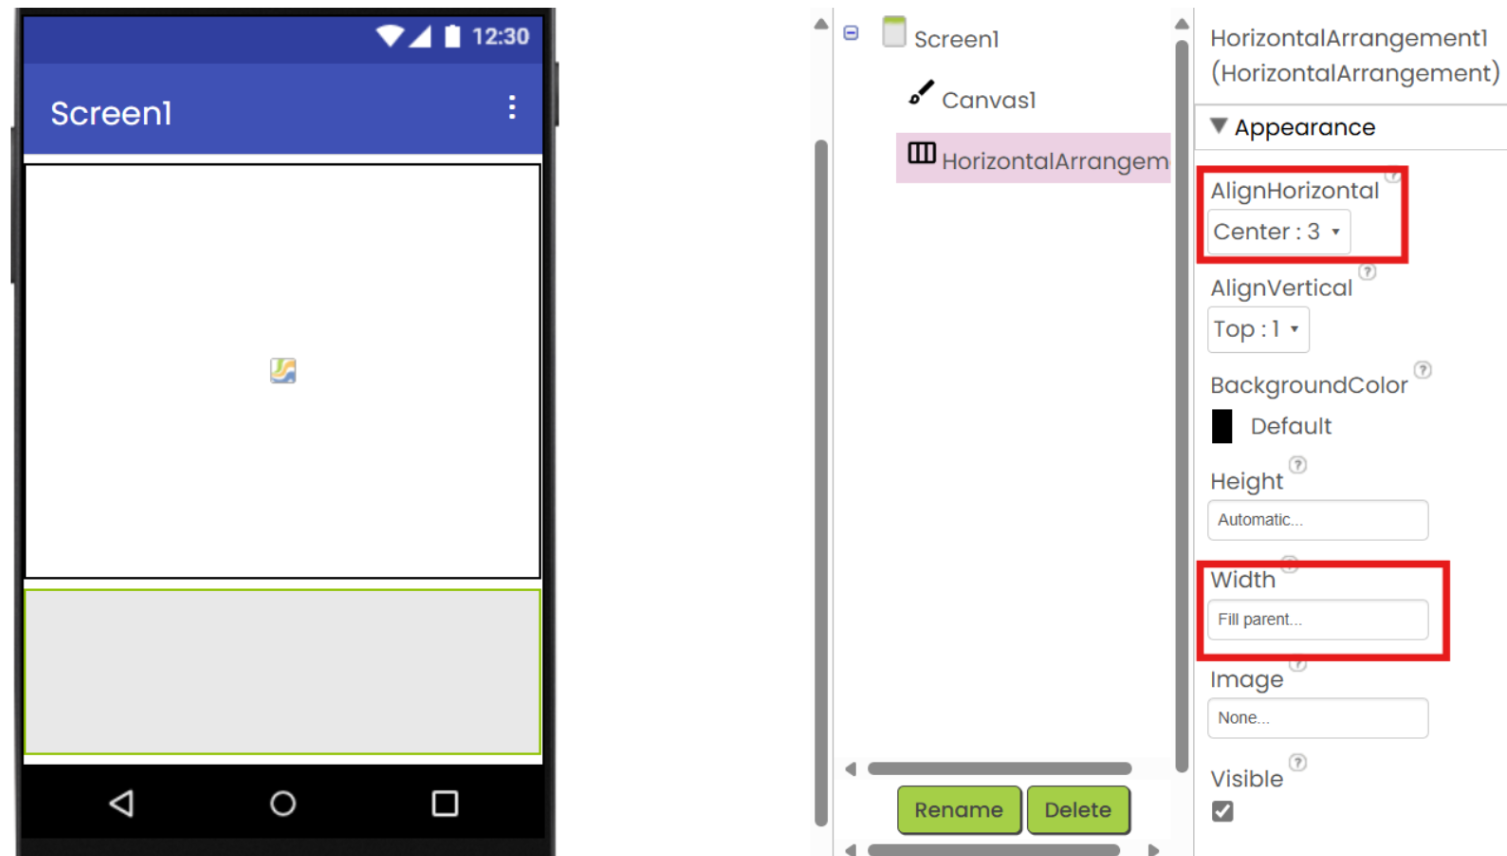 12:30
Screen1
Screen1
Canvas1
HorizontalArrangem
Rename
Delete
HorizontalArrangement1
(HorizontalArrangement)
Appearance
AlignHorizontal
Center : 3
AlignVertical
Top : 1
BackgroundColor
Default
Height
Automatic...
Width
Fill parent...
Image
None...
Visible